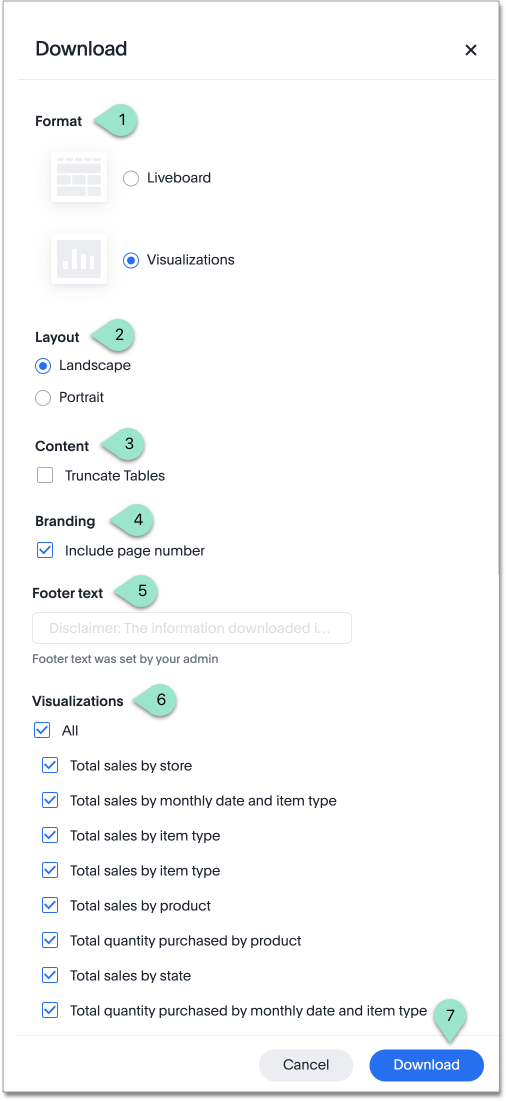 Download
Format 1
Liveboard
Visualizations
Layout 2
Landscape
Portrait
Content 3
Truncate Tables
Branding 4
Include page number
Footer text 5
Disclaimer: The information downloaded i...
Footer text was set by your admin
Visualizations 6
All
Total sales by store
Total sales by monthly date and item type
Total sales by item type
Total sales by item type
Total sales by product
Total quantity purchased by product
Total sales by state
Total quantity purchased by monthly date and item type
7
Cancel Download